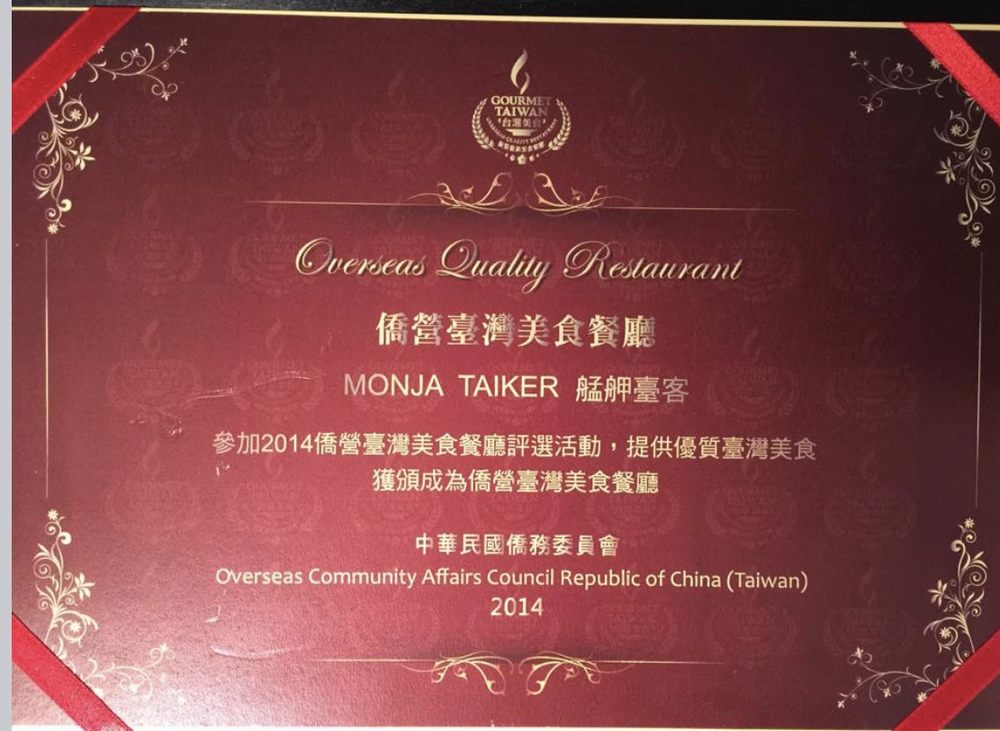 GOURMET
TAIWAN
台灣美食
OVERSEAS QUALITY RESTAURANT
Overseas Quality Restaurant
僑營臺灣美食餐廳
MONJA TAIKER 艋舺臺客
參加2014僑營臺灣美食餐廳評選活動，提供優質臺灣美食
獲頒成為僑營臺灣美食餐廳
中華民國僑務委員會
Overseas Community Affairs Council Republic of China (Taiwan)
2014